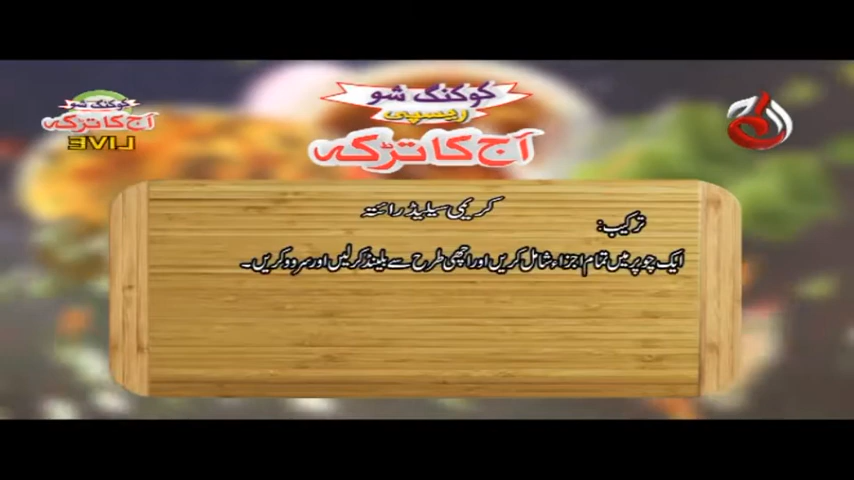 کوکنگ شو
ریسپی
آج کا تڑکہ
کوکنگ شو
آج کا تڑکہ
LIVE
کریمی سیلیڈ رائتہ
ترکیب:
ایک چوپر میں تمام اجزاء شامل کریں اور اچھی طرح سے بلینڈ کرلیں اور سرو کریں۔